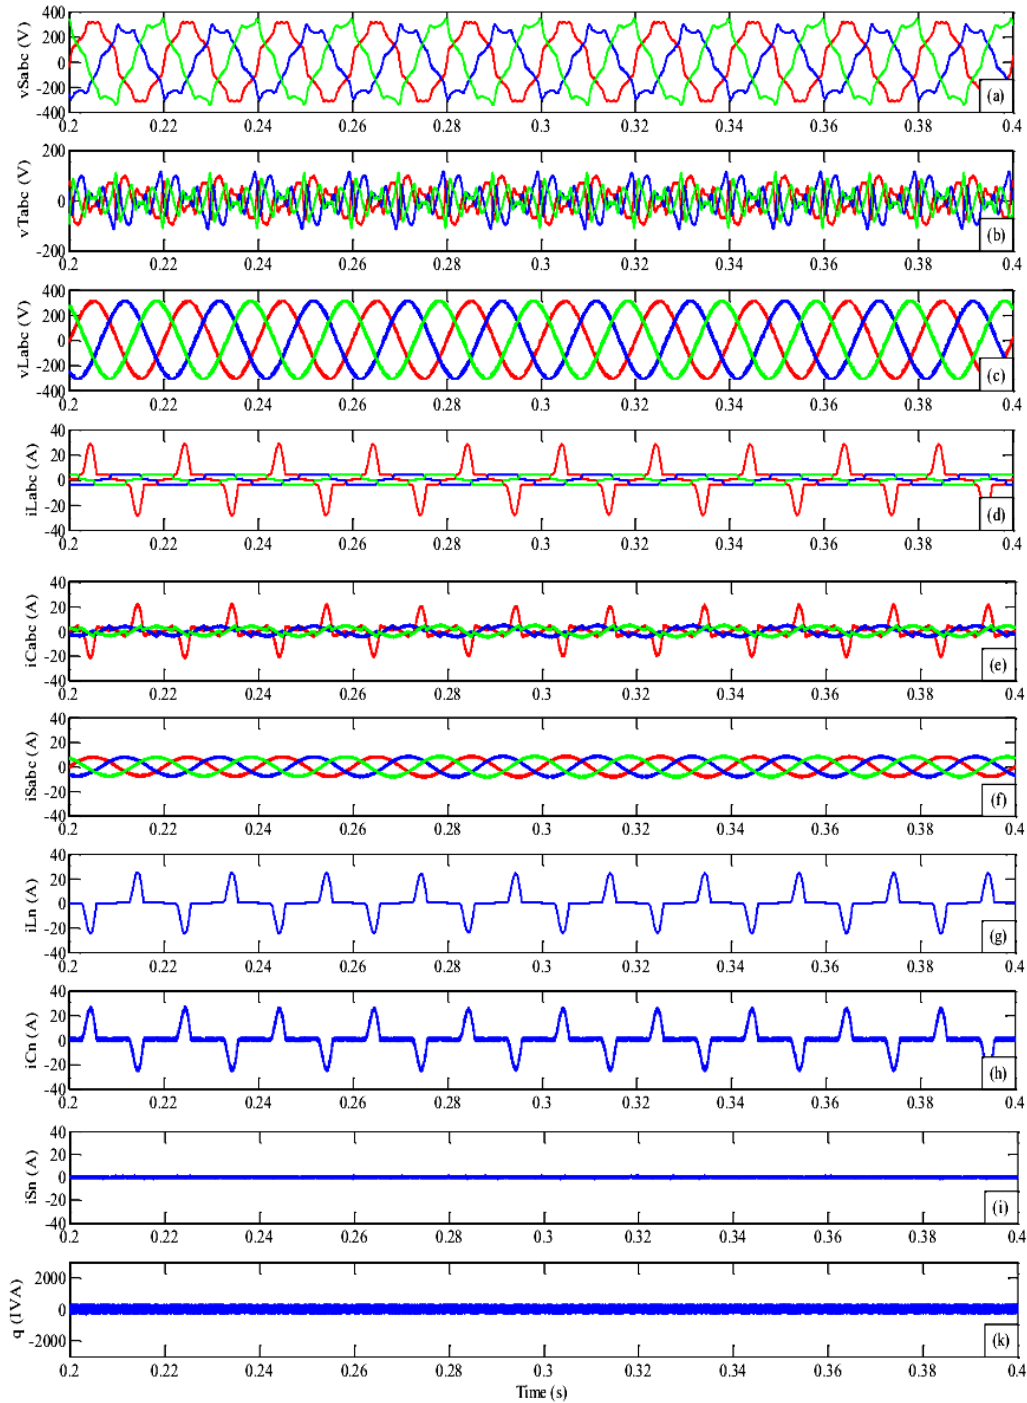 vSabc (V)
400
200
0
-200
-400
(a)
0.2 0.22 0.24 0.26 0.28 0.3 0.32 0.34 0.36 0.38 0.4
vTabc (V)
200
0
-200
(b)
0.2 0.22 0.24 0.26 0.28 0.3 0.32 0.34 0.36 0.38 0.4
vLabc (V)
400
200
0
-200
-400
(c)
0.2 0.22 0.24 0.26 0.28 0.3 0.32 0.34 0.36 0.38 0.4
iLabc (A)
40
20
0
-20
-40
(d)
0.2 0.22 0.24 0.26 0.28 0.3 0.32 0.34 0.36 0.38 0.4
iCabc (A)
40
20
0
-20
-40
(e)
0.2 0.22 0.24 0.26 0.28 0.3 0.32 0.34 0.36 0.38 0.4
iSabc (A)
40
20
0
-20
-40
(f)
0.2 0.22 0.24 0.26 0.28 0.3 0.32 0.34 0.36 0.38 0.4
iLn (A)
40
20
0
-20
-40
(g)
0.2 0.22 0.24 0.26 0.28 0.3 0.32 0.34 0.36 0.38 0.4
iCn (A)
40
20
0
-20
-40
(h)
0.2 0.22 0.24 0.26 0.28 0.3 0.32 0.34 0.36 0.38 0.4
iSn (A)
40
20
0
-20
-40
(i)
0.2 0.22 0.24 0.26 0.28 0.3 0.32 0.34 0.36 0.38 0.4
q (IVA)
2000
0
-2000
(k)
0.2 0.22 0.24 0.26 0.28 0.3 0.32 0.34 0.36 0.38 0.4
Time (s)